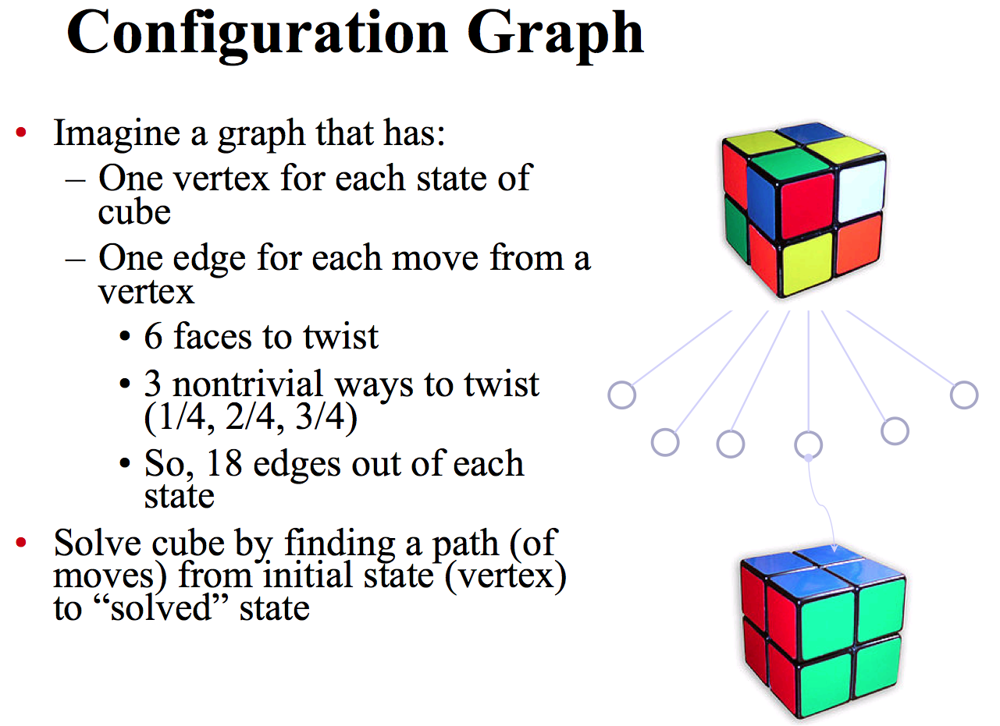 Configuration Graph
• Imagine a graph that has:
– One vertex for each state of
cube
– One edge for each move from a
vertex
• 6 faces to twist
• 3 nontrivial ways to twist
(1/4, 2/4, 3/4)
• So, 18 edges out of each
state
• Solve cube by finding a path (of
moves) from initial state (vertex)
to “solved” state